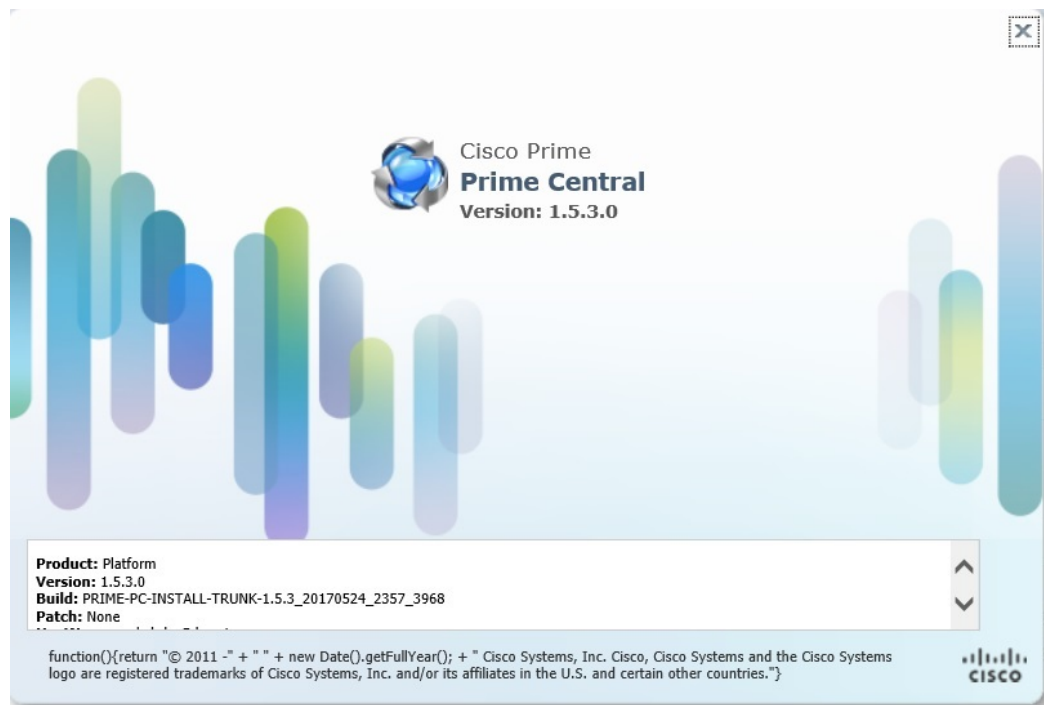 Cisco Prime
Prime Central
Version: 1.5.3.0
Product: Platform
Version: 1.5.3.0
Build: PRIME-PC-INSTALL-TRUNK-1.5.3_20170524_2357_3968
Patch: None
function(){return "© 2011 -" + " " + new Date().getFullYear(); + " Cisco Systems, Inc. Cisco, Cisco Systems and the Cisco Systems
logo are registered trademarks of Cisco Systems, Inc. and/or its affiliates in the U.S. and certain other countries."}
CISCO